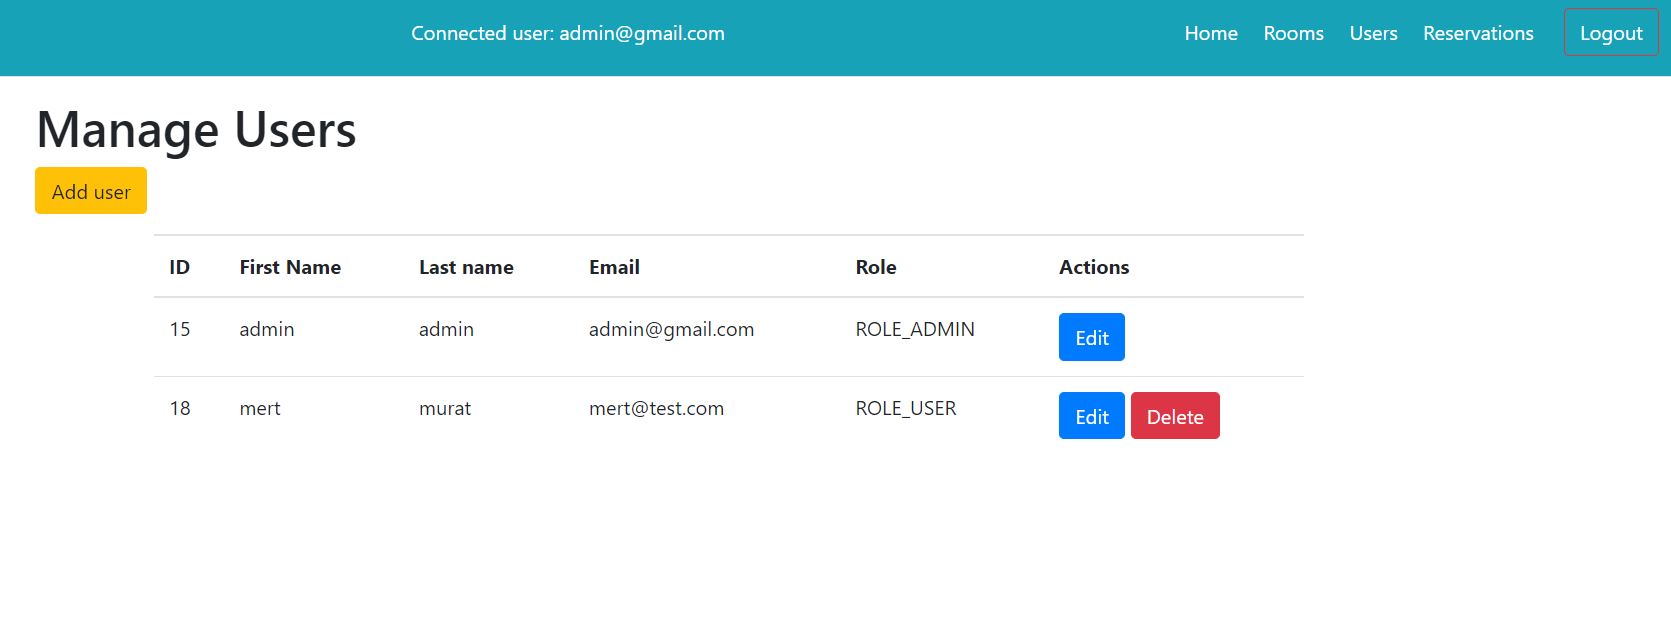 Connected user: admin@gmail.com Home Rooms Users Reservations Logout
Manage Users
Add user
ID First Name Last name Email Role Actions
15 admin admin admin@gmail.com ROLE_ADMIN Edit
18 mert murat mert@test.com ROLE_USER Edit Delete